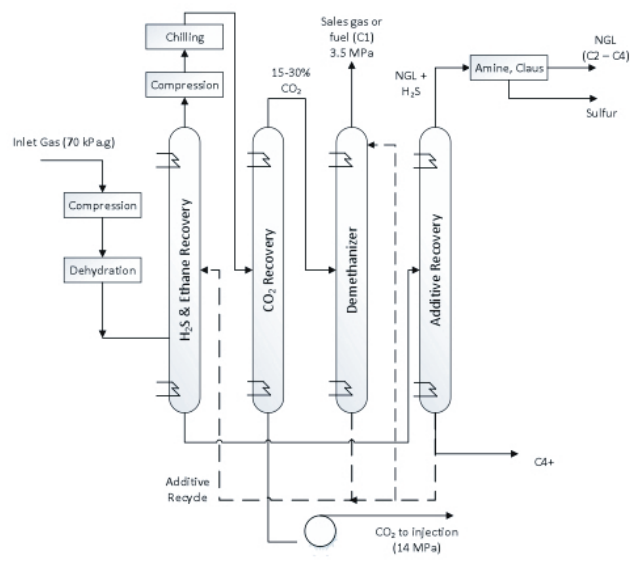 Chilling
Compression
Inlet Gas (70 kPa.g)
Compression
Dehydration
H₂S & Ethane Recovery
15-30%
CO₂
CO₂ Recovery
Sales gas or
fuel (C1)
3.5 MPa
Demethanizer
NGL +
H₂S
Additive Recovery
Amine, Claus
NGL
(C2 – C4)
Sulfur
C4+
Additive
Recycle
CO₂ to injection
(14 MPa)